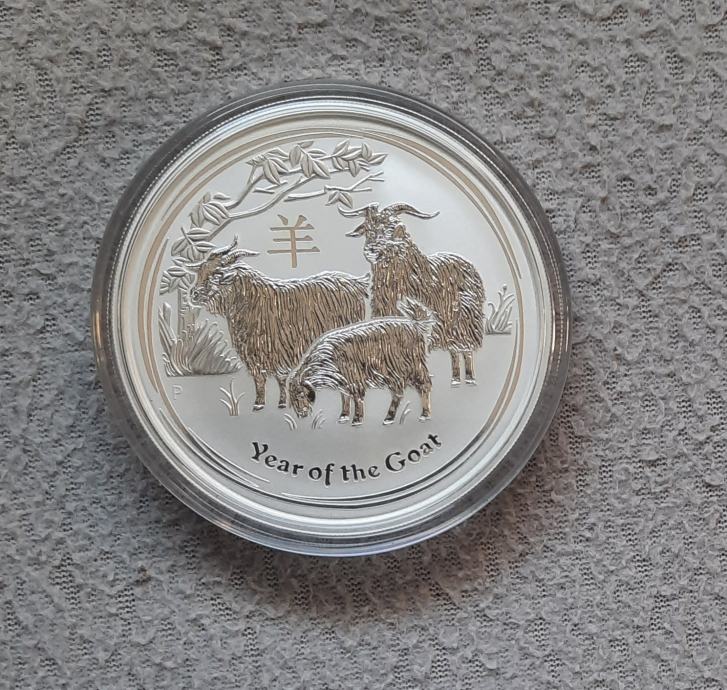 羊
P
Year of the Goat